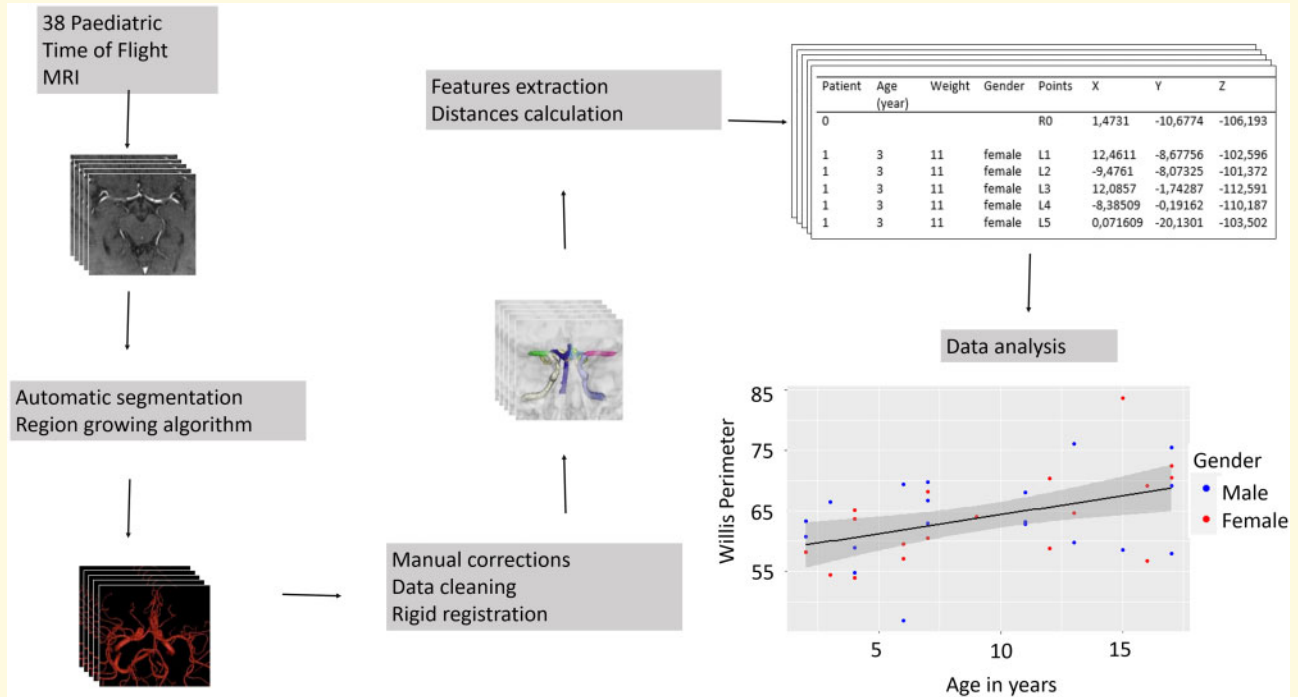 38 Paediatric
Time of Flight
MRI
Automatic segmentation
Region growing algorithm
Manual corrections
Data cleaning
Rigid registration
Features extraction
Distances calculation
Patient Age (year) Weight Gender Points X Y Z
0 R0 1,4731 -10,6774 -106,193
1 3 11 female L1 12,4611 -8,67756 -102,596
1 3 11 female L2 -9,4761 -8,07325 -101,372
1 3 11 female L3 12,0857 -1,74287 -112,591
1 3 11 female L4 -8,38509 -0,19162 -110,187
1 3 11 female L5 0,071609 -20,1301 -103,502
Data analysis
Willis Perimeter
85
75
65
55
5 10 15
Age in years
Gender
Male
Female